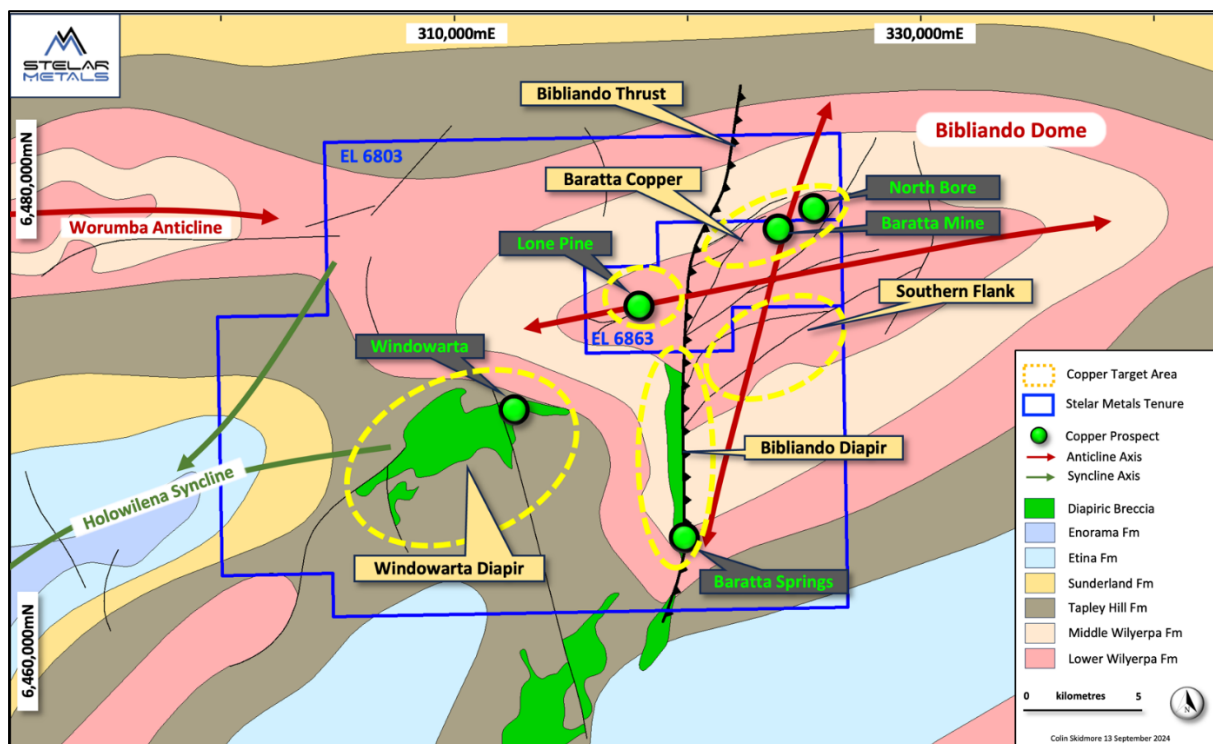 STELAR
METALS
310,000mE
330,000mE
Bibliando Thrust
Bibliando Dome
EL 6803
Baratta Copper
North Bore
6,480,000mN
Baratta Mine
Worumba Anticline
Lone Pine
Southern Flank
EL 6863
Windowarta
Bibliando Diapir
Holowilena Syncline
Windowarta Diapir
Baratta Springs
6,460,000mN
Copper Target Area
Stelar Metals Tenure
Copper Prospect
Anticline Axis
Syncline Axis
Diapiric Breccia
Enorama Fm
Etina Fm
Sunderland Fm
Tapley Hill Fm
Middle Wilyerpa Fm
Lower Wilyerpa Fm
0 kilometres 5
N
Colin Skidmore 13 September 2024